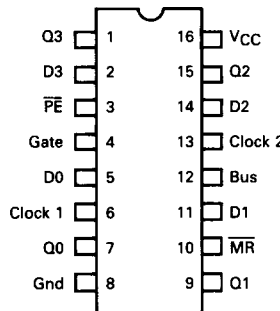 Q3 1 16 VCC
D3 2 15 Q2
PE 3 14 D2
Gate 4 13 Clock 2
D0 5 12 Bus
Clock 1 6 11 D1
Q0 7 10 MR
Gnd 8 9 Q1